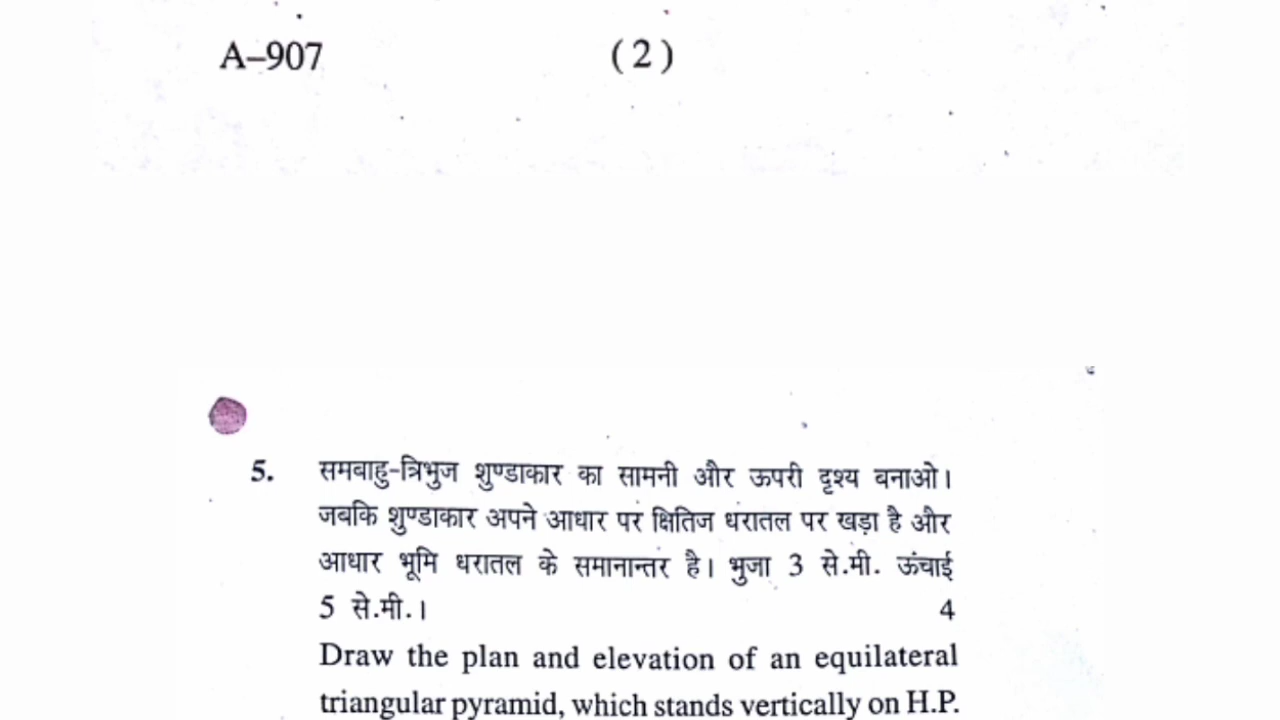 A–907 (2)
5. समबाहु-त्रिभुज शुण्डाकार का सामनी और ऊपरी दृश्य बनाओ।
जबकि शुण्डाकार अपने आधार पर क्षितिज धरातल पर खड़ा है और
आधार भूमि धरातल के समानान्तर है। भुजा 3 से.मी. ऊंचाई
5 से.मी.। 4
Draw the plan and elevation of an equilateral
triangular pyramid, which stands vertically on H.P.